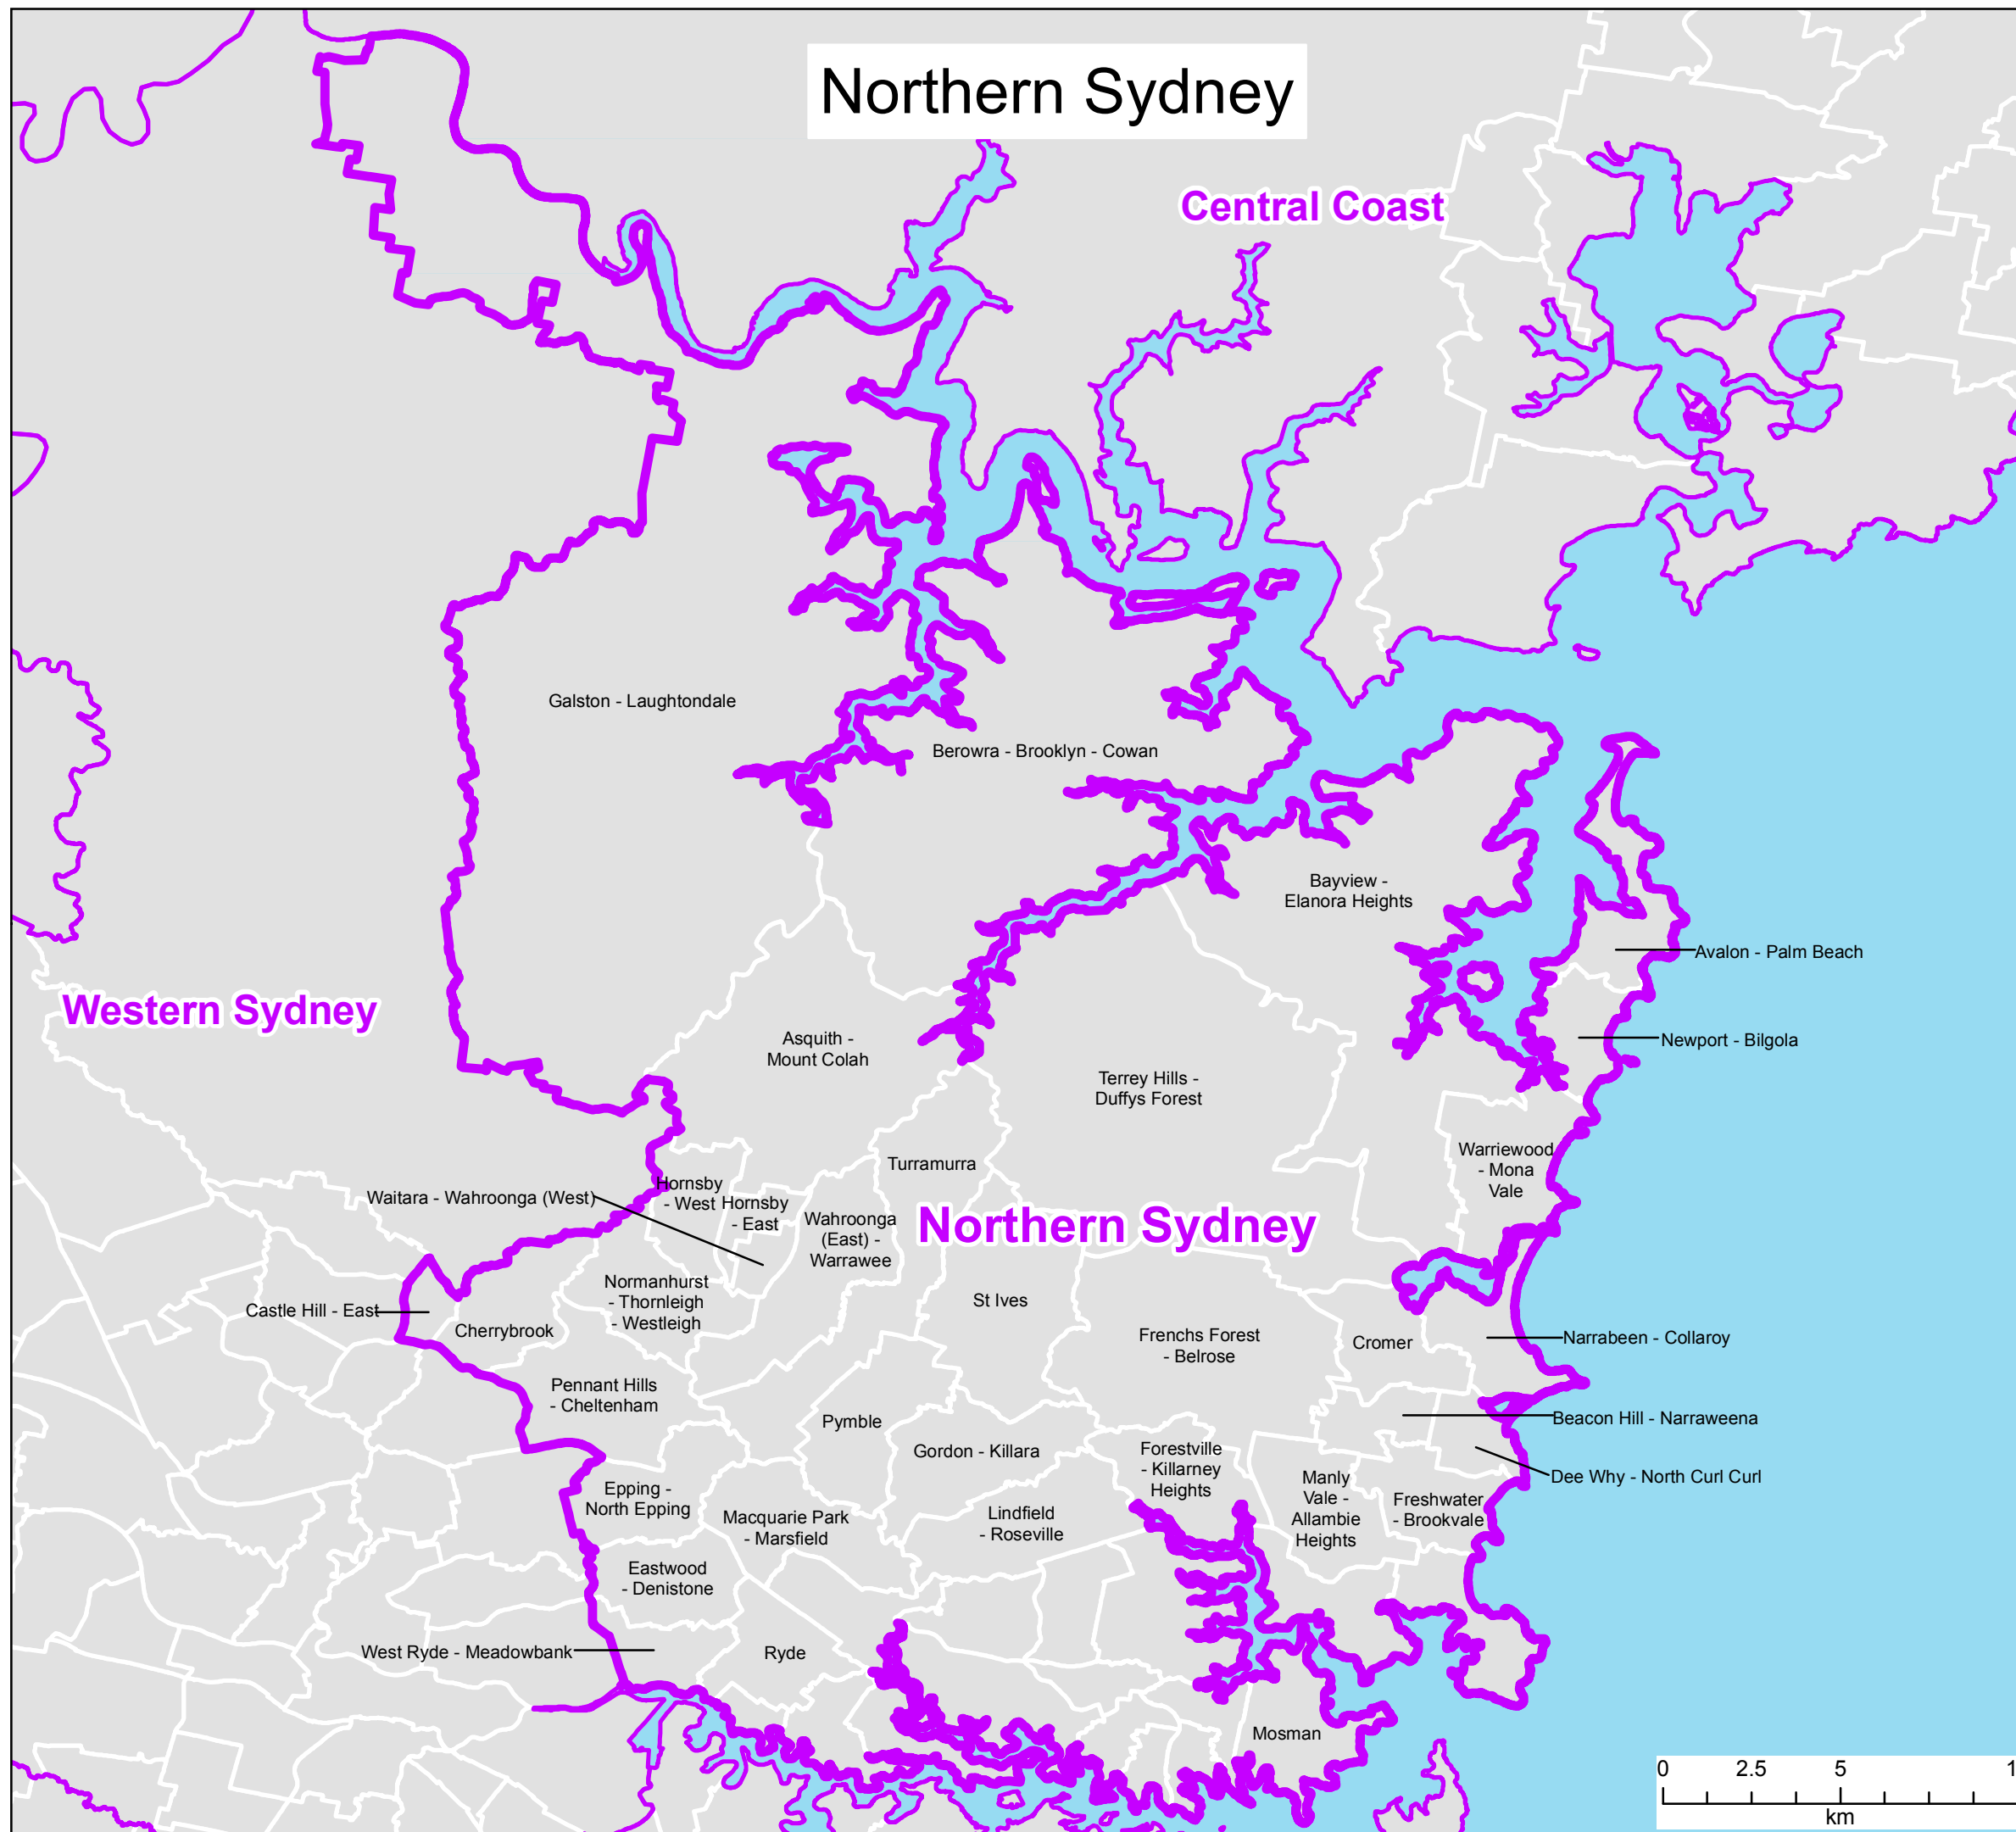 Northern Sydney
Central Coast
Galston - Laughtondale
Berowra - Brooklyn - Cowan
Bayview -
Elanora Heights
Avalon - Palm Beach
Western Sydney
Newport - Bilgola
Asquith -
Mount Colah
Terrey Hills -
Duffys Forest
Warriewood
- Mona
Vale
Turramurra
Waitara - Wahroonga (West)
Hornsby
- West
Hornsby
- East
Wahroonga
(East) -
Warrawee
Northern Sydney
Normanhurst
- Thornleigh
- Westleigh
St Ives
Castle Hill - East
Cherrybrook
Frenchs Forest
- Belrose
Cromer
Narrabeen - Collaroy
Pennant Hills
- Cheltenham
Pymble
Beacon Hill - Narraweena
Gordon - Killara
Forestville
- Killarney
Heights
Dee Why - North Curl Curl
Epping -
North Epping
Manly
Vale -
Allambie
Heights
Freshwater
- Brookvale
Macquarie Park
- Marsfield
Lindfield
- Roseville
Eastwood
- Denistone
West Ryde - Meadowbank
Ryde
Mosman
0 2.5 5 1
km